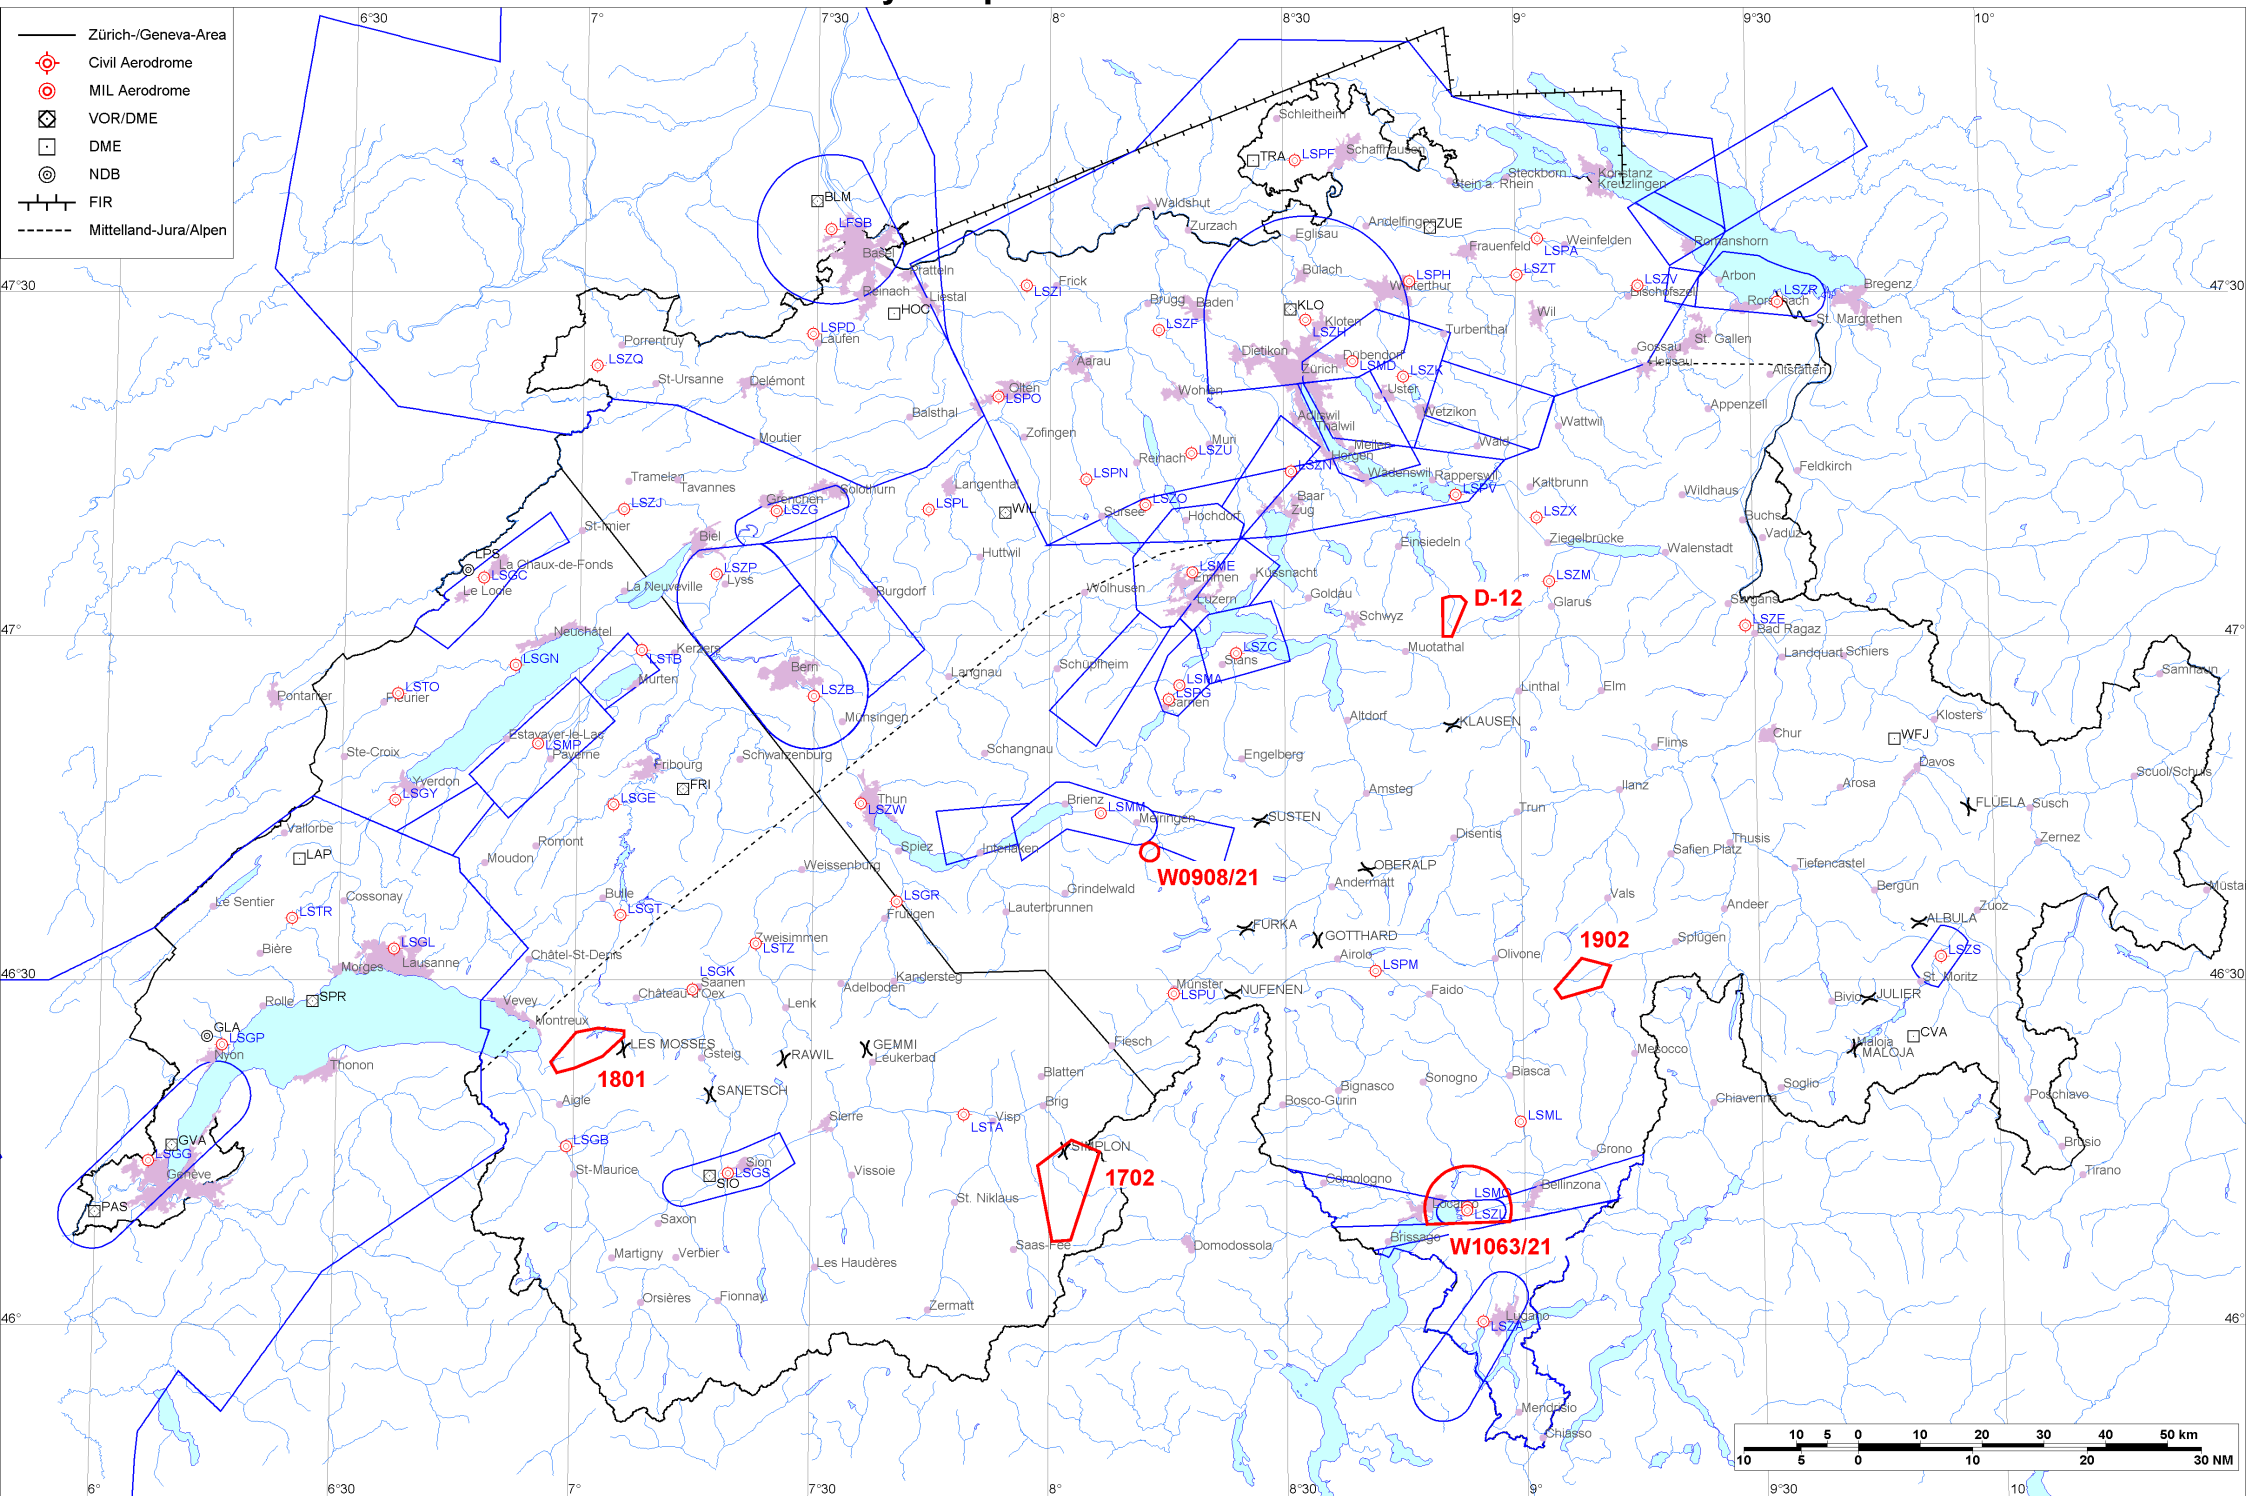 6°30
7°
7°30
8°
8°30
9°
9°30
10°
Zürich-/Geneva-Area
Civil Aerodrome
MIL Aerodrome
VOR/DME
DME
NDB
FIR
Mittelland-Jura/Alpen
Schleitheim
TRA
LSPF
Schaffhausen
Stein a. Rhein
Steckborn
Konstanz
Kreuzlingen
BLM
LFSB
Basel
Waldshut
Zurzach
Eglisau
Andelfingen
ZUE
Frauenfeld
LSPA
Weinfelden
Romanshorn
Pratteln
Reinach
Liestal
HOC
LSZI
Frick
Bülach
LSPH
Winterthur
LSZT
LSZV
Bischofszell
Arbon
LSZR
Rorschach
Bregenz
St. Margrethen
47°30
47°30
Brugg
Baden
KLO
Kloten
LSZH
LSZF
Wil
Turbenthal
LSPD
Laufen
LSZQ
Porrentruy
St-Ursanne
Delémont
Aarau
Dietikon
Zürich
Dübendorf
LSMD
LSZK
Uster
Gossau
Herisau
St. Gallen
Altstätten
Olten
LSPO
Balsthal
Wohlen
Wetzikon
Appenzell
Adliswil
Thalwil
Wattwil
Moutier
Zofingen
Muri
LSZU
Meilen
Horgen
Wald
Reinach
LSPN
LSZN
Wädenswil
Rapperswil
LSPV
Kaltbrunn
Feldkirch
Wildhaus
Tramelan
Tavannes
LSZJ
Grenchen
LSZG
Solothurn
Langenthal
LSPL
WIL
LSZO
Sursee
Hochdorf
Baar
Zug
LSZX
Buchs
Vaduz
St-Imier
Biel
Huttwil
Einsiedeln
Ziegelbrücke
Walenstadt
LPS
La Chaux-de-Fonds
LSGC
Le Locle
La Neuveville
LSZP
Lyss
Burgdorf
Wolhusen
LSME
Emmen
Küssnacht
Luzern
Goldau
Schwyz
D-12
LSZM
Glarus
Sargans
LSZE
Bad Ragaz
47°
Neuchâtel
LSGN
LSTB
Kerzers
Murten
Bern
LSZB
Langnau
Schüpfheim
LSZC
Stans
LSMA
LSPG
Sarnen
Muotathal
Landquart
Schiers
Samnaun
Pontarlier
LSTO
Fleurier
Münsingen
Linthal
Elm
Altdorf
KLAUSEN
Klosters
Chur
WFJ
Davos
Ste-Croix
Estavayer-le-Lac
LSMP
Payerne
Schwarzenburg
Schangnau
Engelberg
Flims
Scuol/Schuls
Fribourg
FRI
Yverdon
LSGY
LSGE
Thun
LSZW
Brienz
LSMM
Meiringen
SUSTEN
Amsteg
Trun
Ilanz
Arosa
FLÜELA
Susch
Vallorbe
LAP
Romont
Moudon
Spiez
Interlaken
W0908/21
Disentis
Thusis
Safien Platz
Zernez
Weissenburg
OBERALP
Andermatt
Tiefencastel
Bergün
Le Sentier
Cossonay
LSTR
Bulle
LSGT
LSGR
Frutigen
Grindelwald
Lauterbrunnen
FURKA
GOTTHARD
Vals
Andeer
ALBULA
Zuoz
Bière
LSGL
Lausanne
Morges
Châtel-St-Denis
Zweisimmen
LSTZ
Airolo
LSPM
Olivone
1902
Splügen
LSZS
St. Moritz
46°30
46°30
Rolle
SPR
Vevey
Montreux
LSGK
Saanen
Château d'Oex
Lenk
Adelboden
Kandersteg
Münster
LSPU
NUFENEN
Faido
Bivio
JULIER
GLA
LSGP
Nyon
Thonon
LES MOSSES
1801
Gsteig
RAWIL
GEMMI
Leukerbad
Fiesch
Mesocco
CVA
Maloja
MALOJA
SANETSCH
Aigle
Blatten
Brig
Bignasco
Bosco-Gurin
Sonogno
Biasca
Soglio
Chiavenna
Poschiavo
GVA
LSGG
Genève
LSGB
St-Maurice
Sierre
LSTA
Visp
SIMPLON
LSML
Grono
Brusio
Tirano
PAS
Sion
LSGS
SIO
Vissoie
St. Niklaus
1702
Comologno
LSMO
Locarno
LSZL
Bellinzona
Saxon
Martigny
Verbier
Les Haudères
Saas-Fee
Domodossola
Brissago
W1063/21
Orsières
Fionnay
Zermatt
46°
46°
Lugano
LSZA
Mendrisio
Chiasso
10 5 0 10 20 30 40 50 km
10 5 0 10 20 30 NM
6°
6°30
7°
7°30
8°
8°30
9°
9°30
10°